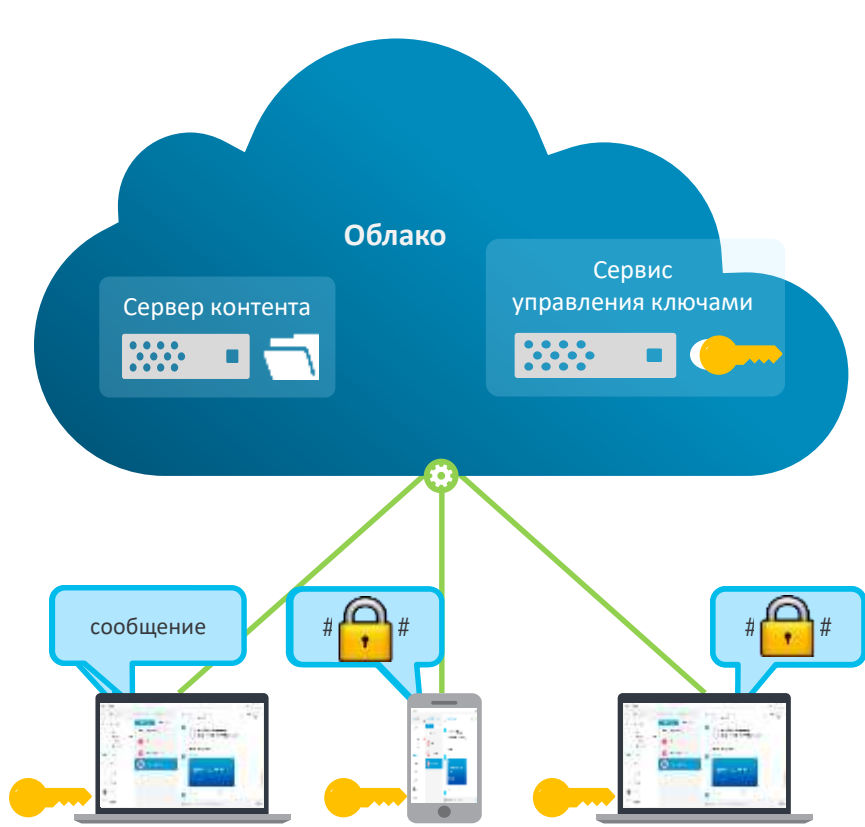 Облако
Сервер контента
Сервис
управления ключами
сообщение
# #
# #